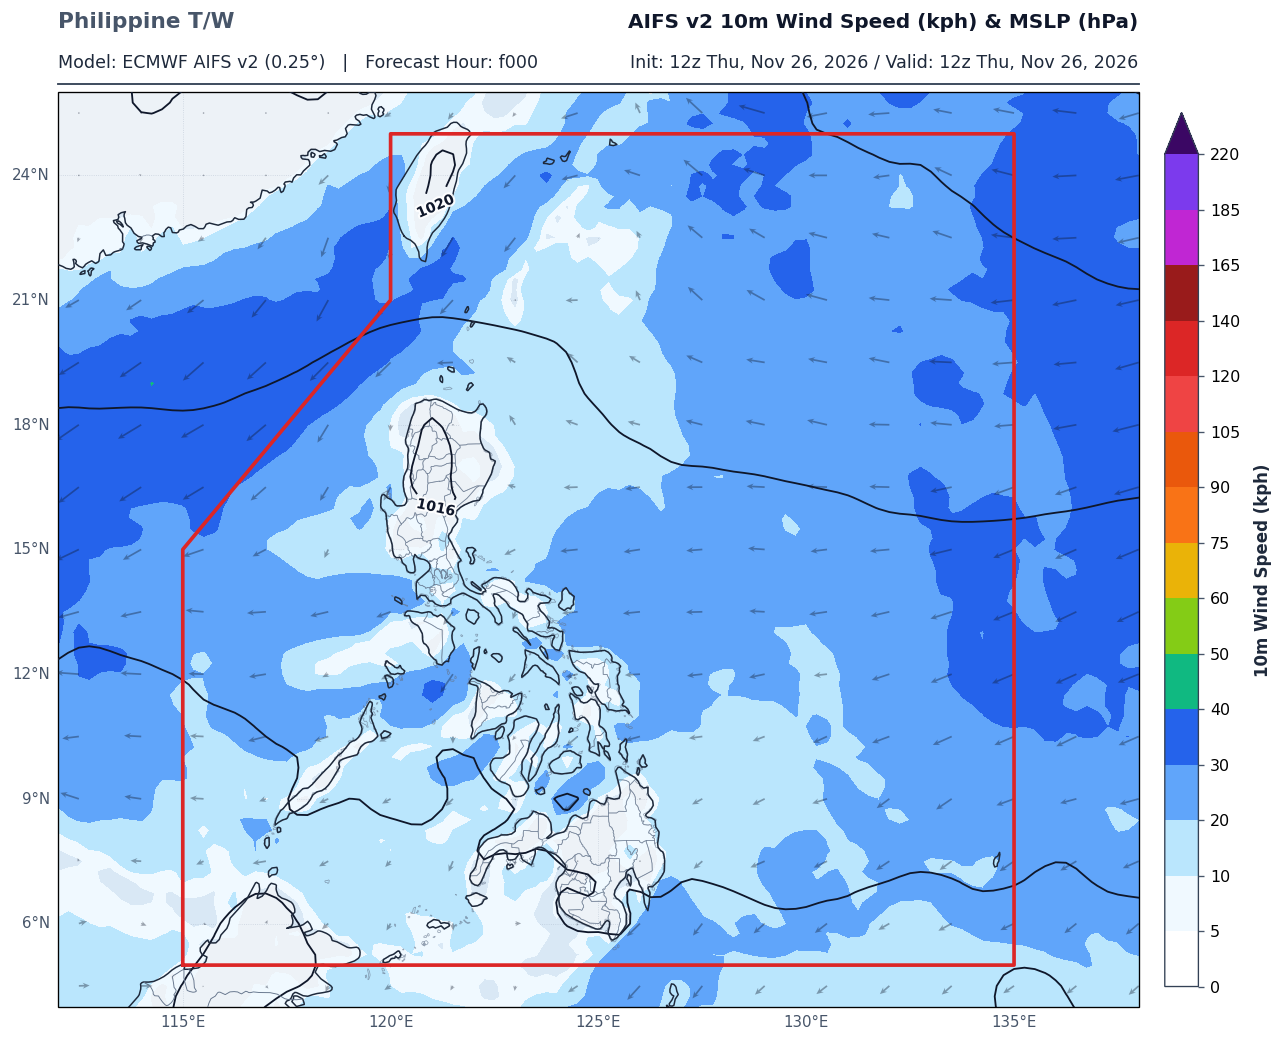 Philippine T/W
AIFS v2 10m Wind Speed (kph) & MSLP (hPa)
Model: ECMWF AIFS v2 (0.25°) | Forecast Hour: f000
Init: 12z Thu, Nov 26, 2026 / Valid: 12z Thu, Nov 26, 2026
24°N
21°N
18°N
15°N
12°N
9°N
6°N
1020
1016
115°E
120°E
125°E
130°E
135°E
220
185
165
140
120
105
90
75
60
50
40
30
20
10
5
0
10m Wind Speed (kph)